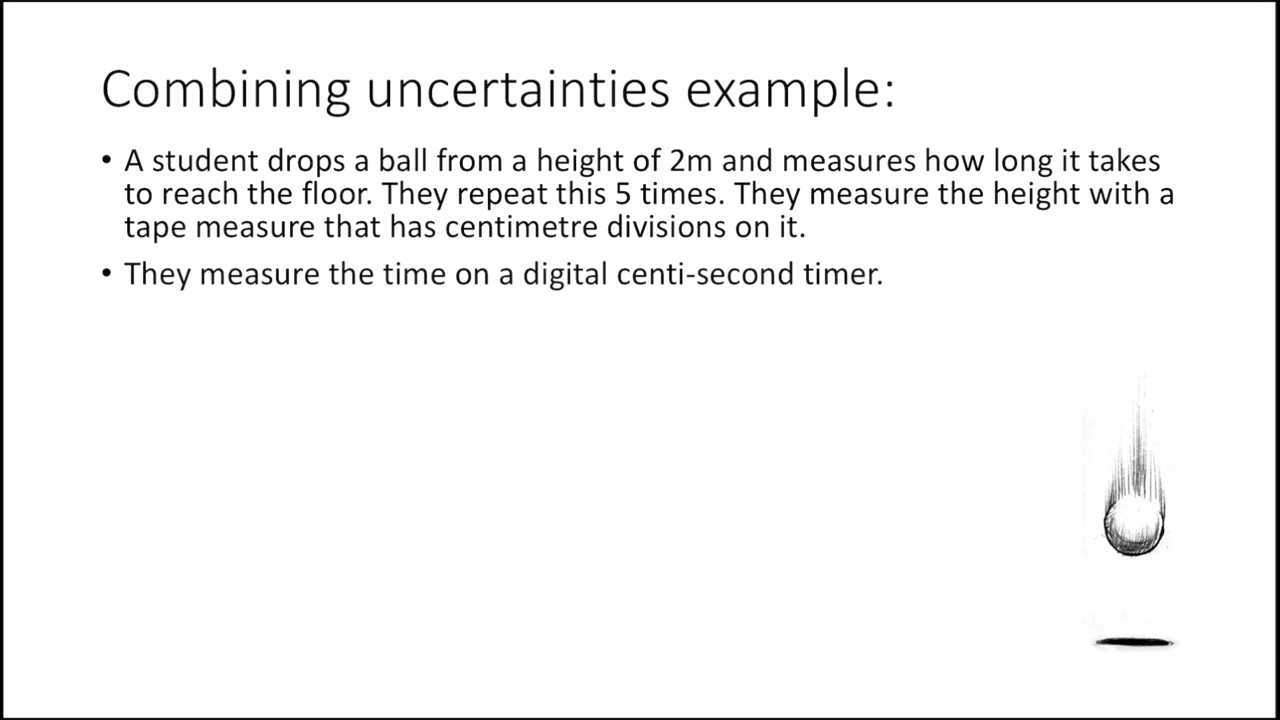 Combining uncertainties example:
• A student drops a ball from a height of 2m and measures how long it takes
to reach the floor. They repeat this 5 times. They measure the height with a
tape measure that has centimetre divisions on it.
• They measure the time on a digital centi-second timer.